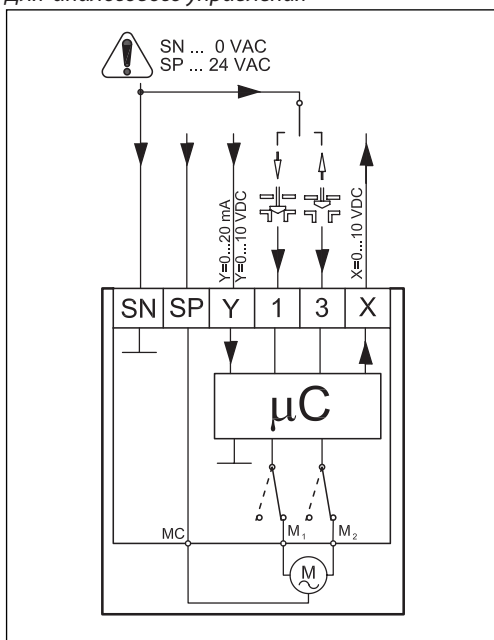 для аналогового управления
SN ... 0 VAC
SP ... 24 VAC
Y=0...20 mA
Y=0...10 VDC
X=0...10 VDC
SN SP Y 1 3 X
µC
MC M₁ M₂
M